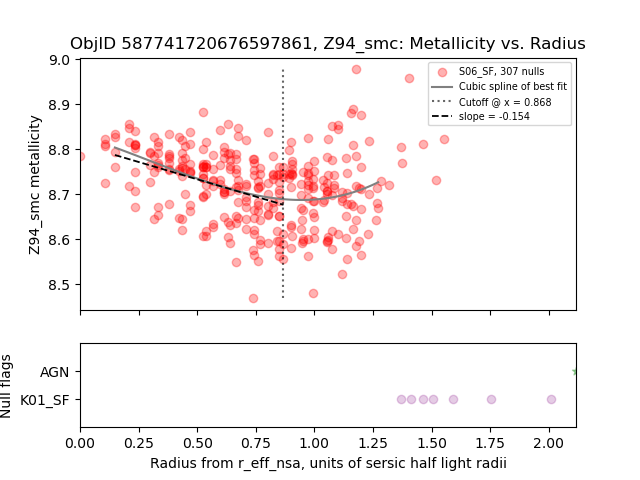 ObjID 587741720676597861, Z94_smc: Metallicity vs. Radius
9.0
8.9
8.8
8.7
8.6
8.5
Z94_smc metallicity
S06_SF, 307 nulls
Cubic spline of best fit
Cutoff @ x = 0.868
slope = -0.154
Null flags
AGN
K01_SF
0.00 0.25 0.50 0.75 1.00 1.25 1.50 1.75 2.00
Radius from r_eff_nsa, units of sersic half light radii